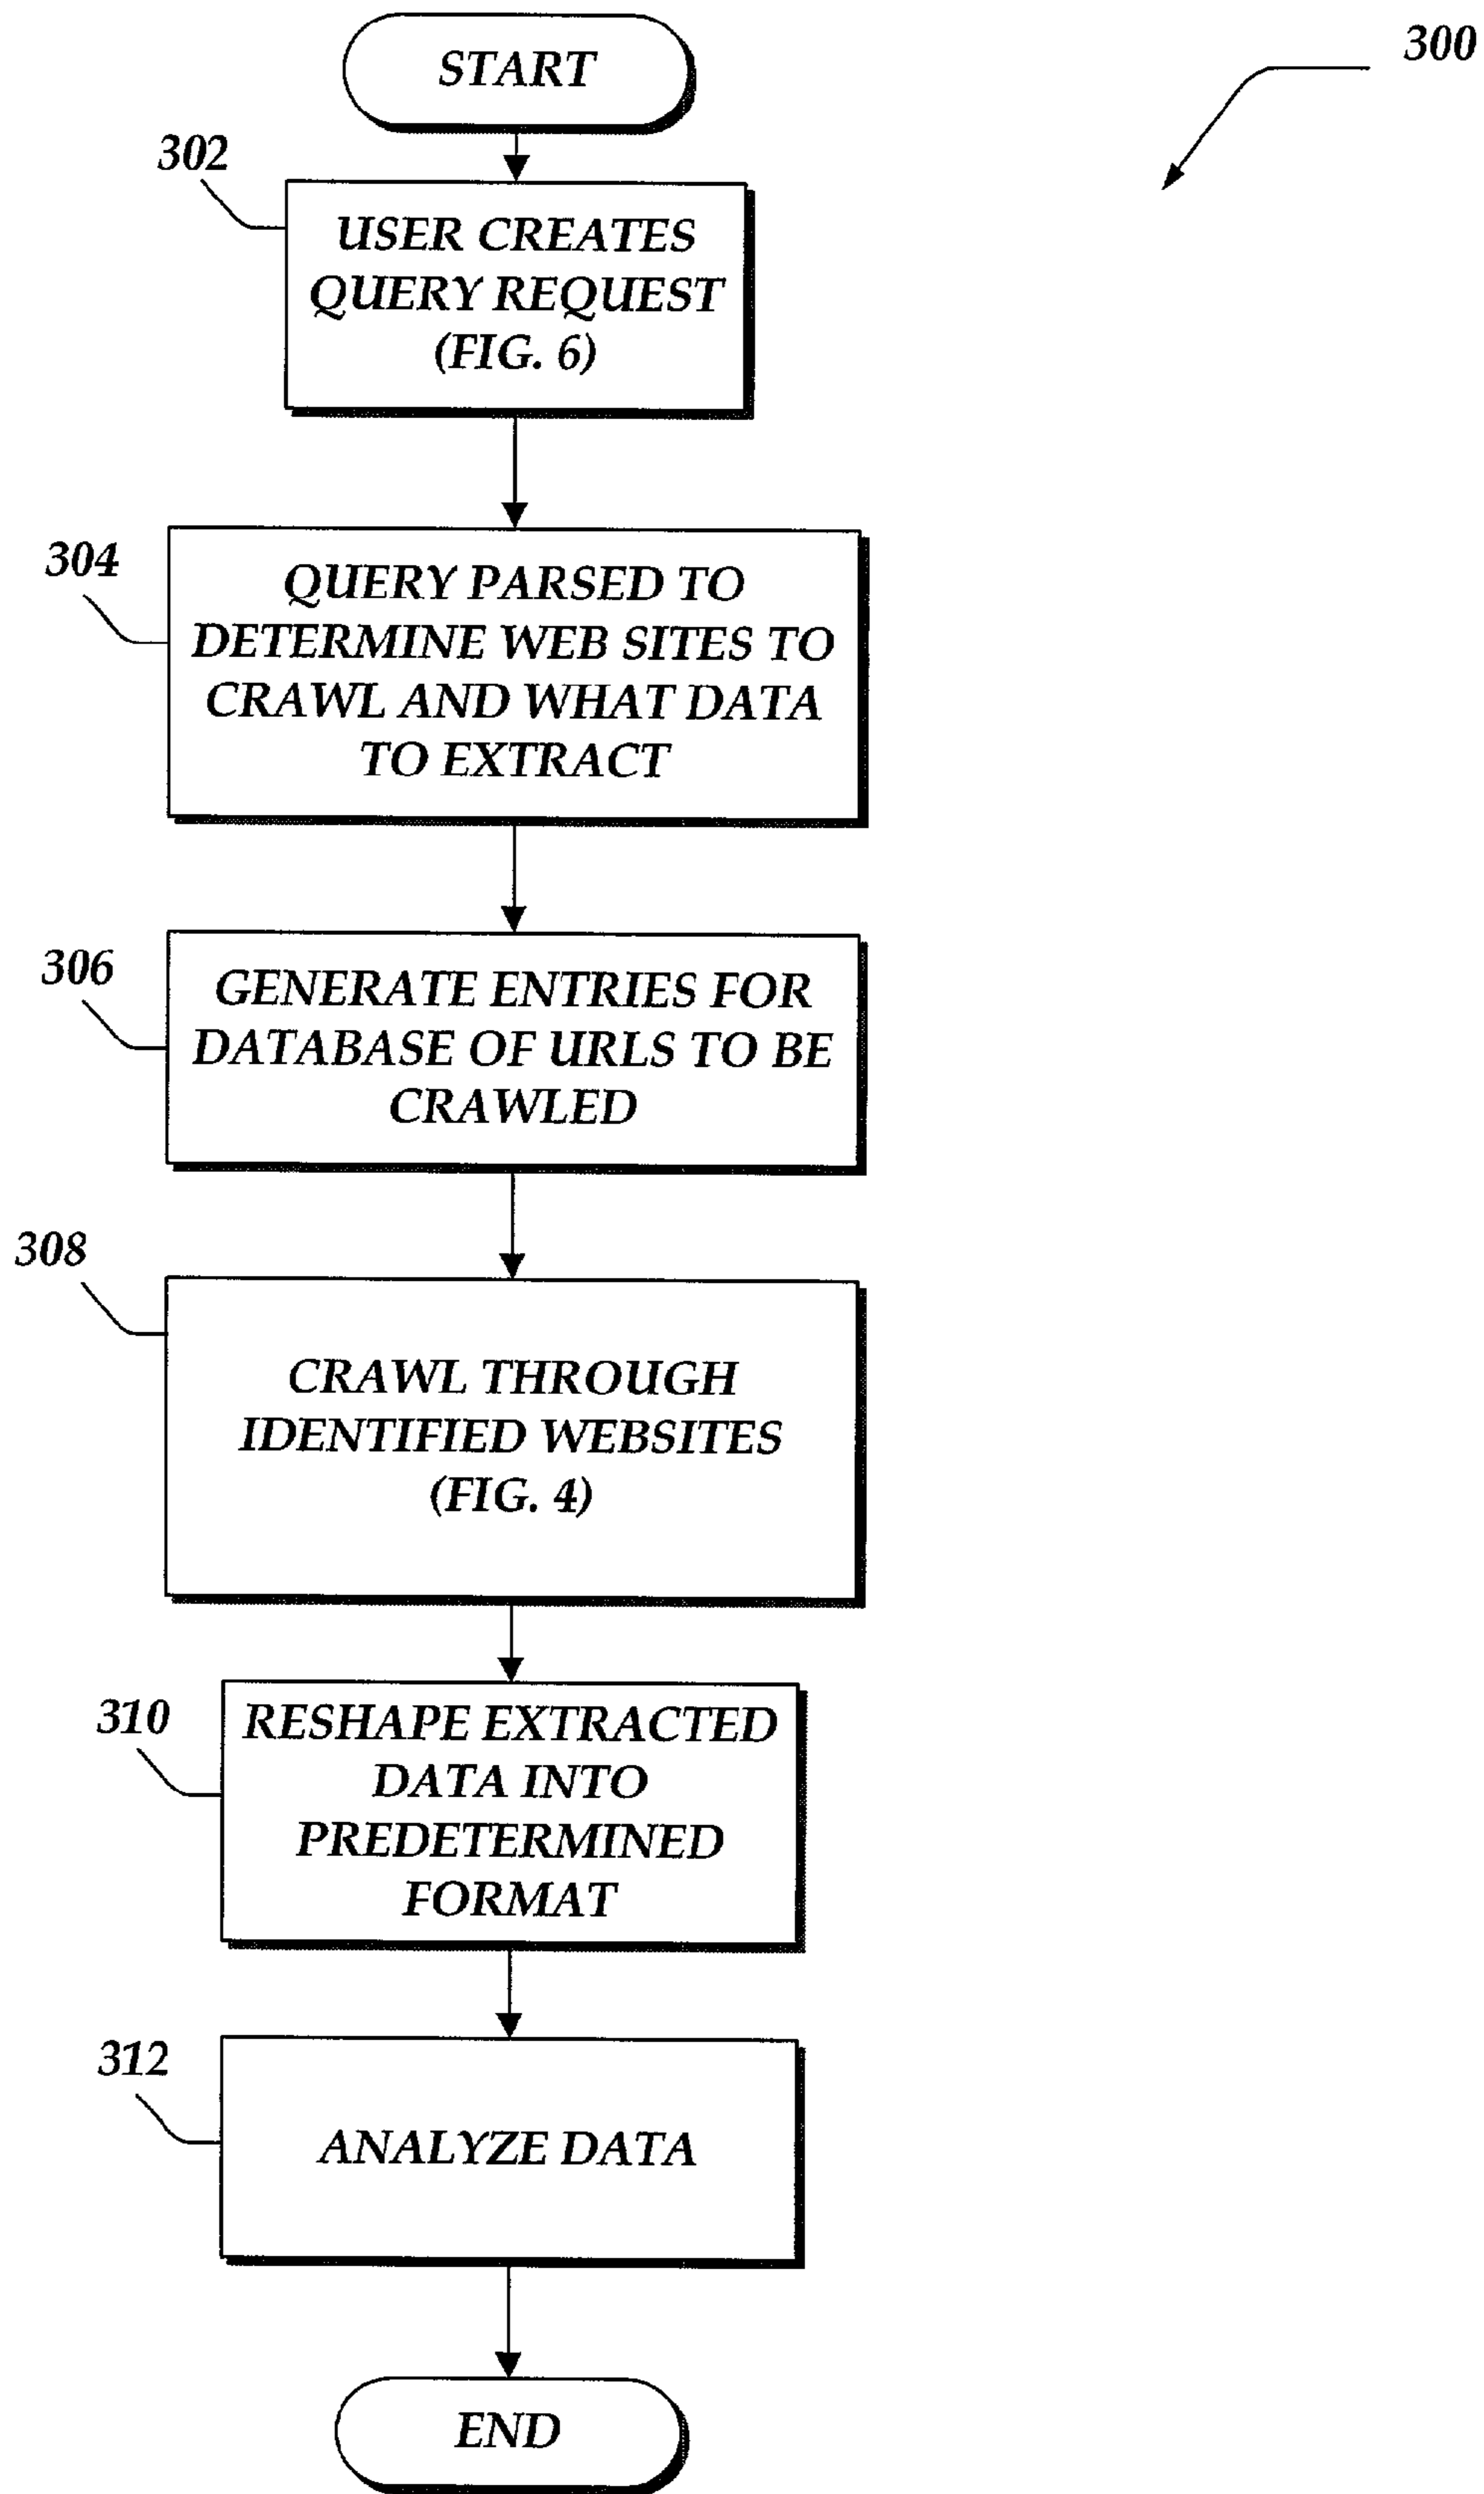 300
START
302
USER CREATES
QUERY REQUEST
(FIG. 6)
304
QUERY PARSED TO
DETERMINE WEB SITES TO
CRAWL AND WHAT DATA
TO EXTRACT
306
GENERATE ENTRIES FOR
DATABASE OF URLS TO BE
CRAWLED
308
CRAWL THROUGH
IDENTIFIED WEBSITES
(FIG. 4)
310
RESHAPE EXTRACTED
DATA INTO
PREDETERMINED
FORMAT
312
ANALYZE DATA
END